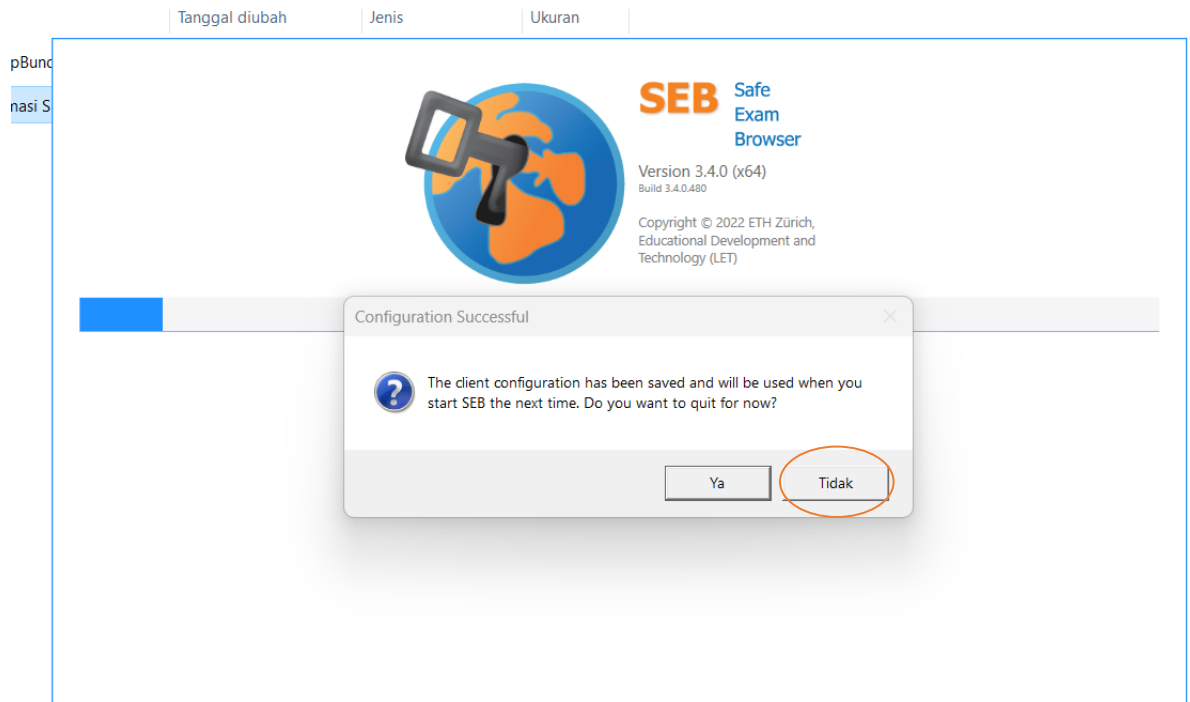 Tanggal diubah Jenis Ukuran
pBund
masi S
SEB Safe
Exam
Browser
Version 3.4.0 (x64)
Build 3.4.0.480
Copyright © 2022 ETH Zürich,
Educational Development and
Technology (LET)
Configuration Successful
The client configuration has been saved and will be used when you
start SEB the next time. Do you want to quit for now?
Ya Tidak